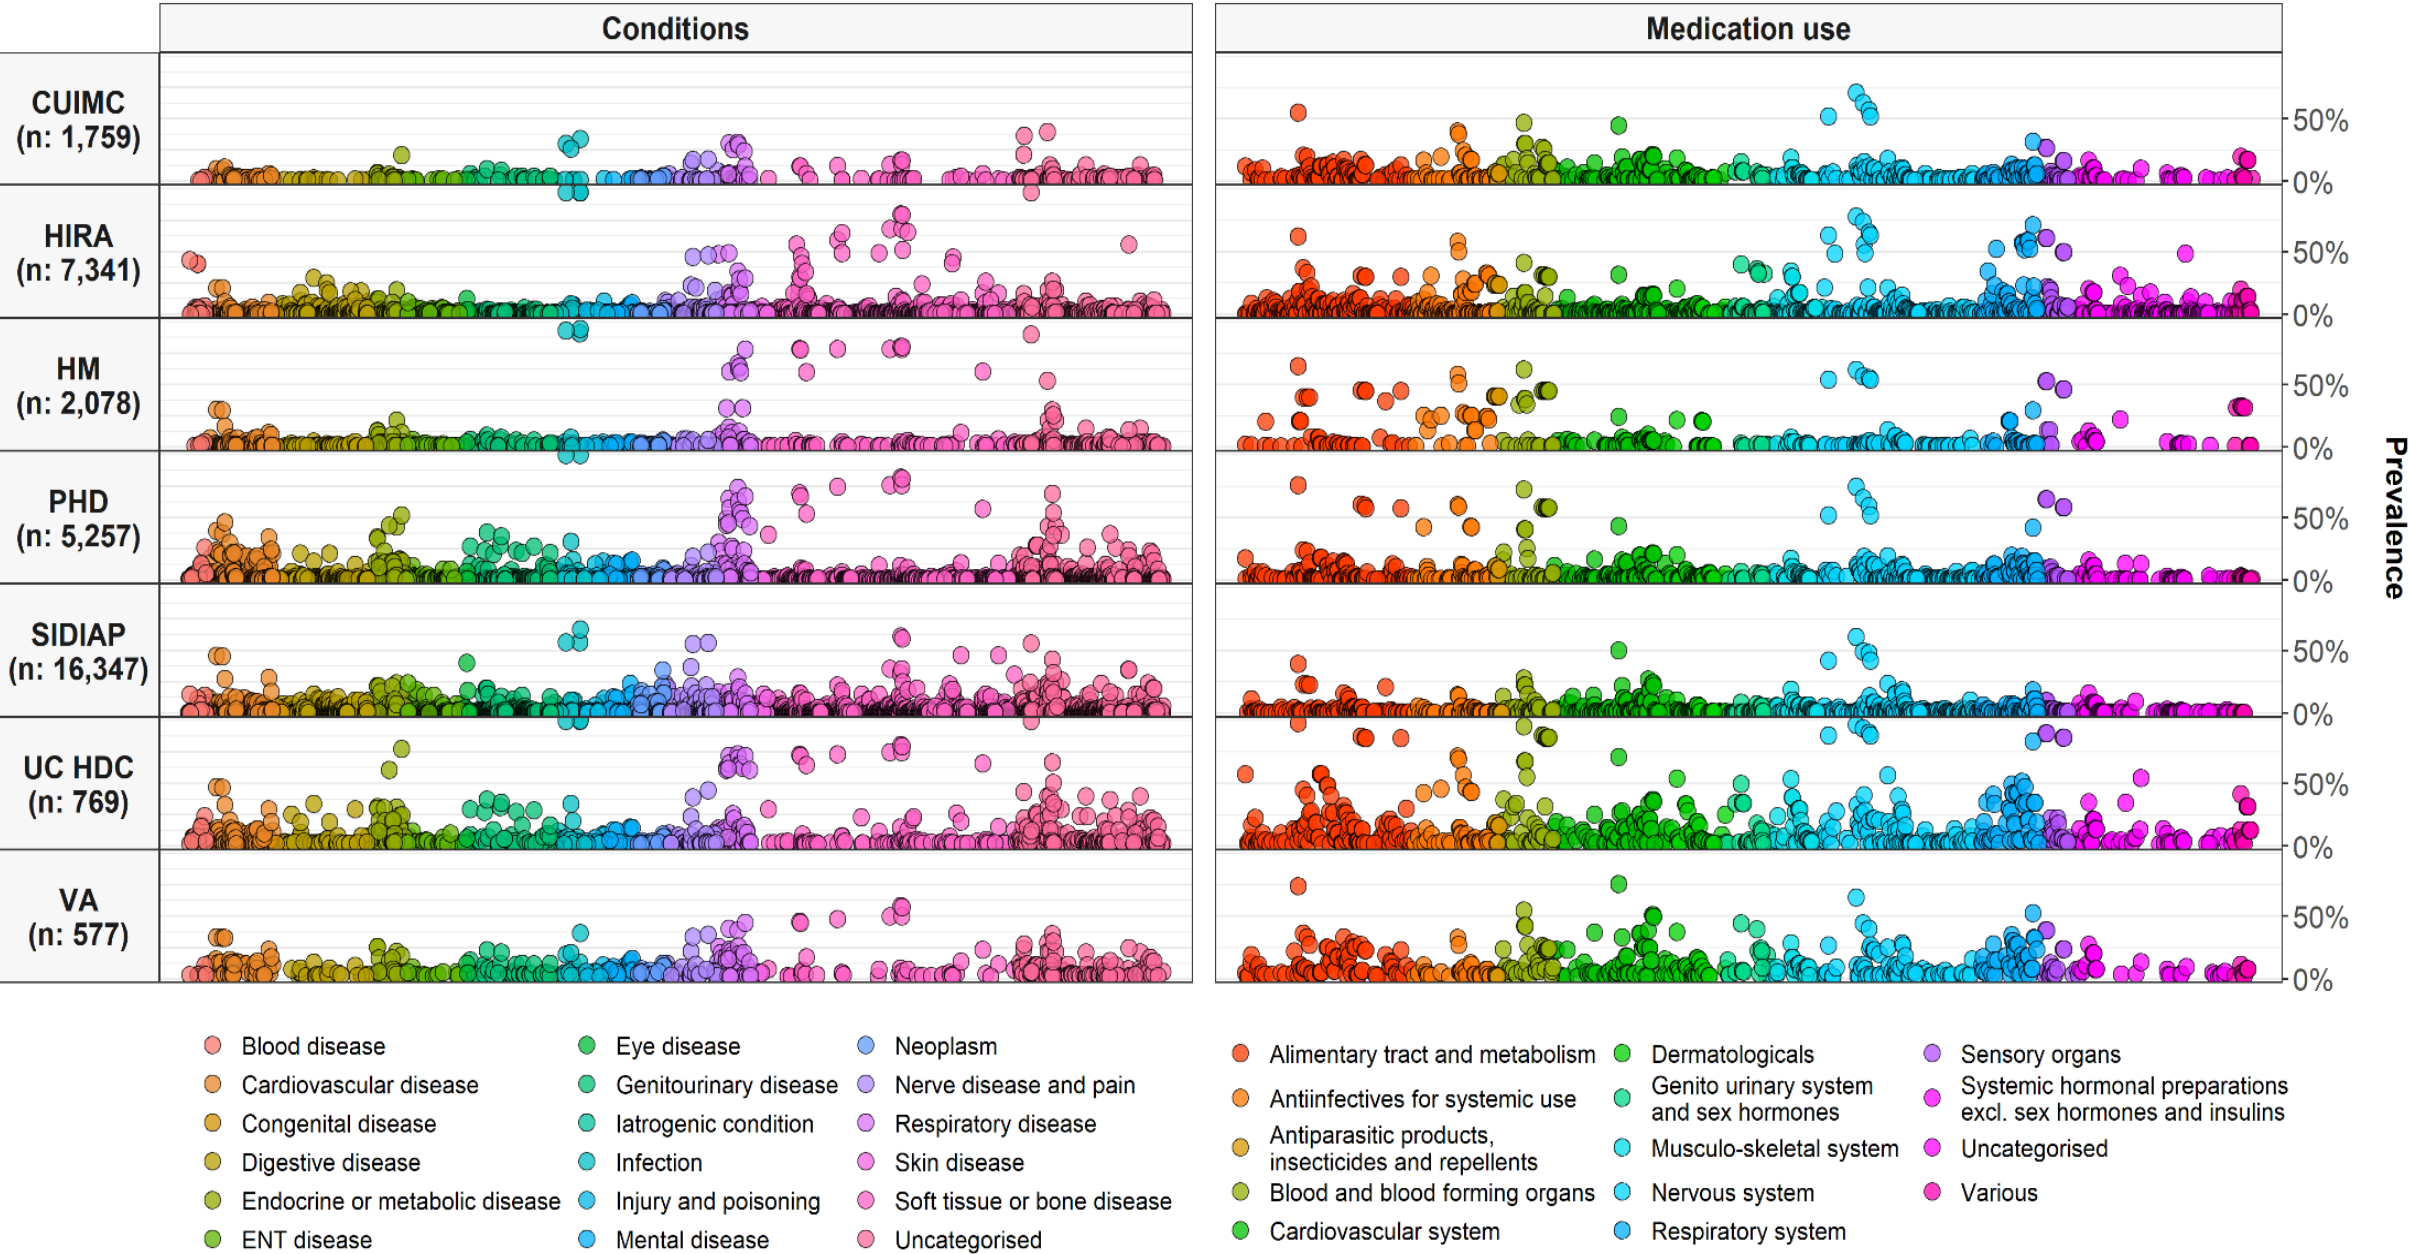 Conditions
Medication use
CUIMC
(n: 1,759)
50%
0%
HIRA
(n: 7,341)
50%
0%
HM
(n: 2,078)
50%
0%
PHD
(n: 5,257)
50%
0%
SIDIAP
(n: 16,347)
50%
0%
UC HDC
(n: 769)
50%
0%
VA
(n: 577)
50%
0%
Prevalence
Blood disease
Cardiovascular disease
Congenital disease
Digestive disease
Endocrine or metabolic disease
ENT disease
Eye disease
Genitourinary disease
Iatrogenic condition
Infection
Injury and poisoning
Mental disease
Neoplasm
Nerve disease and pain
Respiratory disease
Skin disease
Soft tissue or bone disease
Uncategorised
Alimentary tract and metabolism
Antiinfectives for systemic use
Antiparasitic products,
insecticides and repellents
Blood and blood forming organs
Cardiovascular system
Dermatologicals
Genito urinary system
and sex hormones
Musculo-skeletal system
Nervous system
Respiratory system
Sensory organs
Systemic hormonal preparations
excl. sex hormones and insulins
Uncategorised
Various